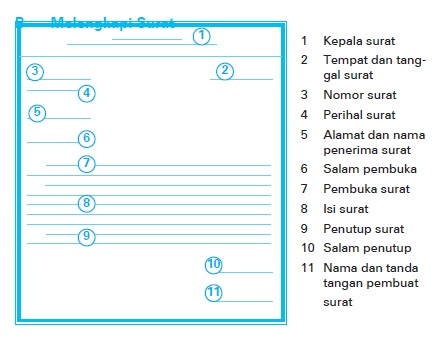 B Melengkapi Surat
1
3 2
4
5
6
7
8
9
10
11
1 Kepala surat
2 Tempat dan tang-
gal surat
3 Nomor surat
4 Perihal surat
5 Alamat dan nama
penerima surat
6 Salam pembuka
7 Pembuka surat
8 Isi surat
9 Penutup surat
10 Salam penutup
11 Nama dan tanda
tangan pembuat
surat